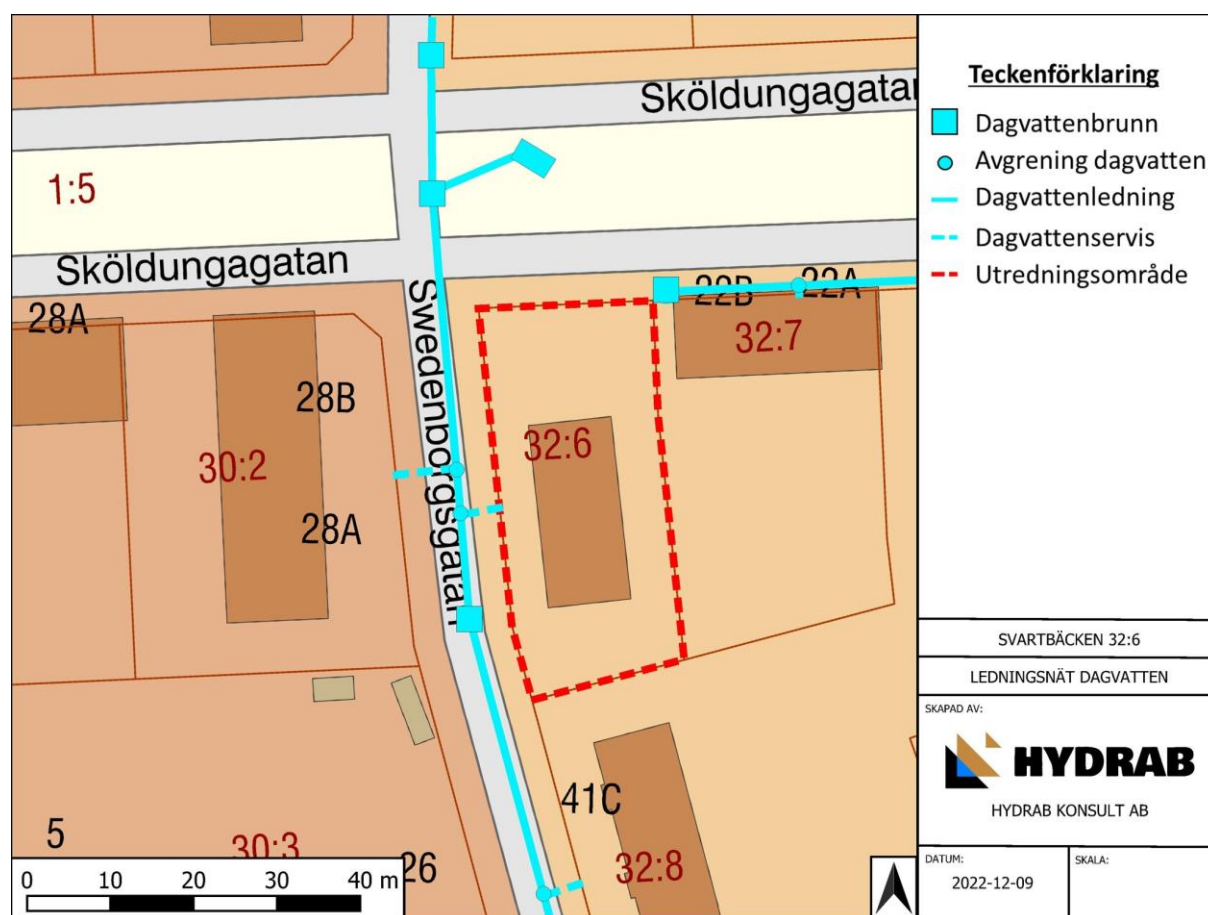 Sköldungagatan
1:5
Sköldungagatan
28A
22B
22A
32:7
28B
Swedenborgsgatan
32:6
30:2
28A
41C
5
30:3
26
32:8
0 10 20 30 40 m
Teckenförklaring
Dagvattenbrunn
Avgrening dagvatten
Dagvattenledning
Dagvattenservis
Utredningsområde
SVARTBÄCKEN 32:6
LEDNINGSNÄT DAGVATTEN
SKAPAD AV:
HYDRAB
HYDRAB KONSULT AB
DATUM:
2022-12-09
SKALA: